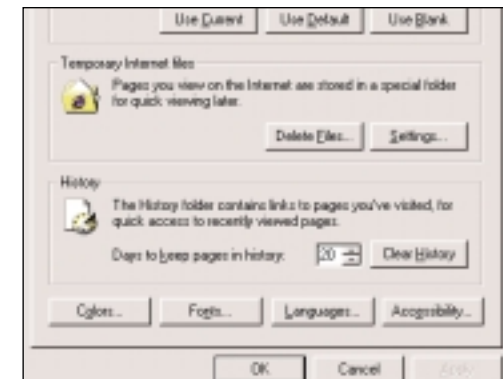 Use Current Use Default Use Blank
Temporary Internet files
Pages you view on the Internet are stored in a special folder
for quick viewing later.
Delete Files... Settings...
History
The History folder contains links to pages you've visited, for
quick access to recently viewed pages.
Days to keep pages in history: 20 Clear History
Colors... Fonts... Languages... Accessibility...
OK Cancel Apply